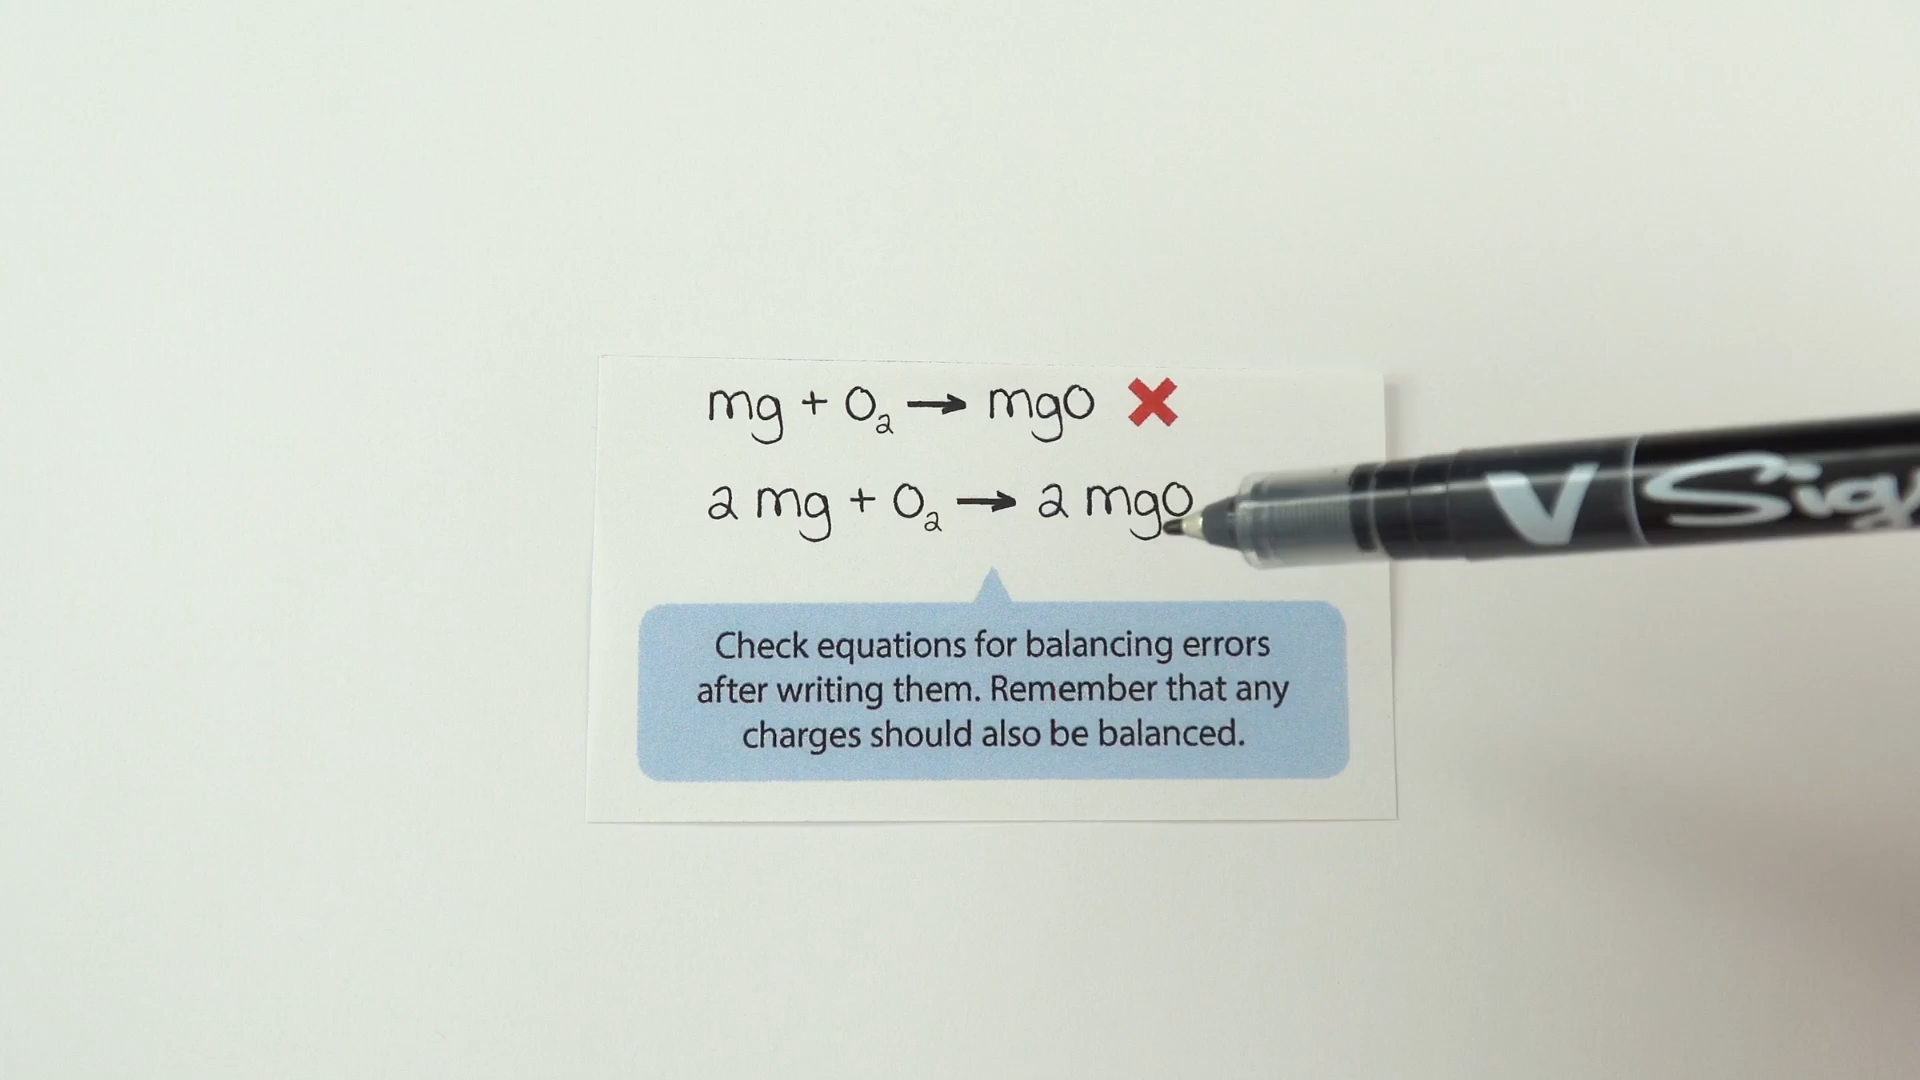 mg + O₂ → mgO ✖
2 mg + O₂ → 2 mgO
V Sig
Check equations for balancing errors
after writing them. Remember that any
charges should also be balanced.